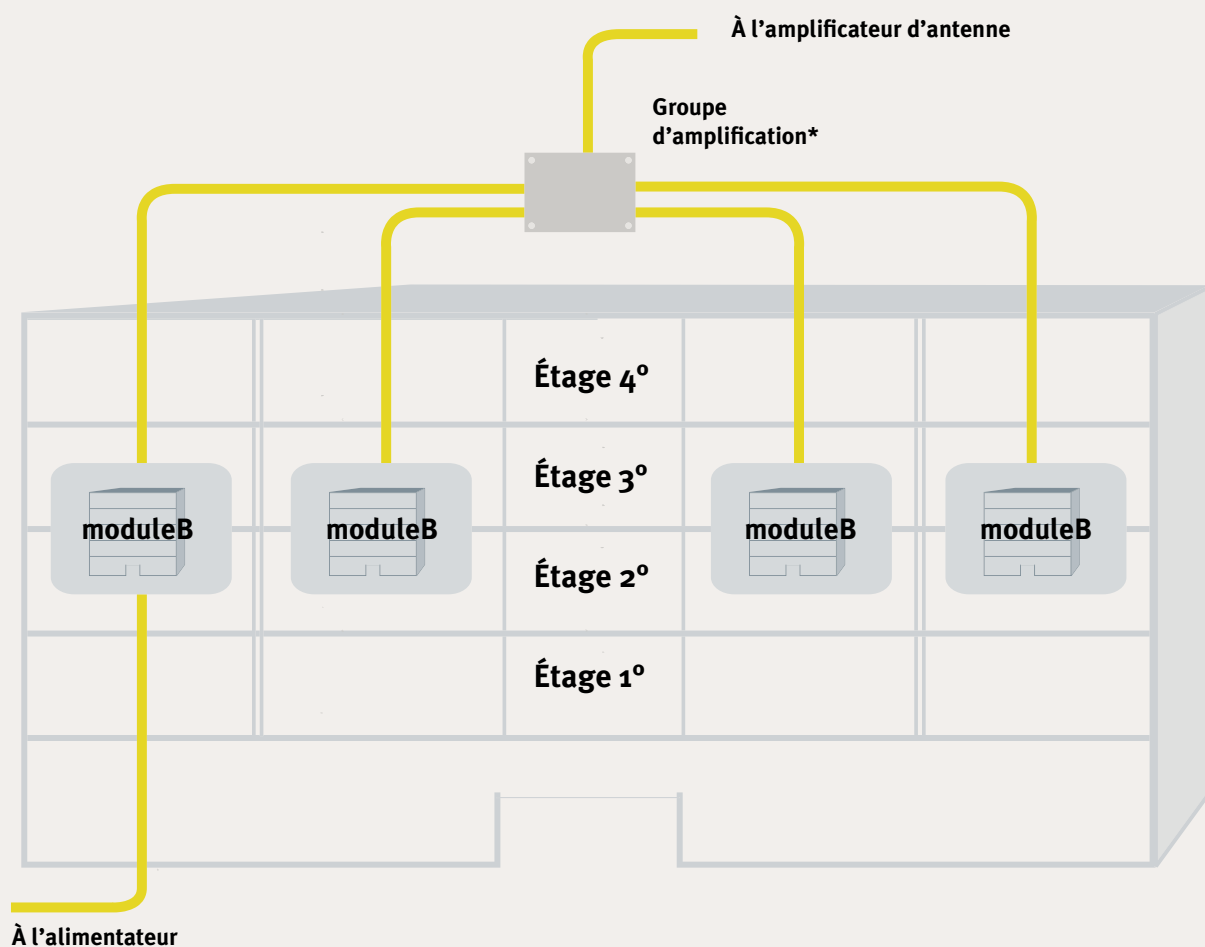 À l’amplificateur d’antenne
Groupe
d’amplification*
Étage 4º
Étage 3º
moduleB moduleB moduleB moduleB
Étage 2º
Étage 1º
À l’alimentateur